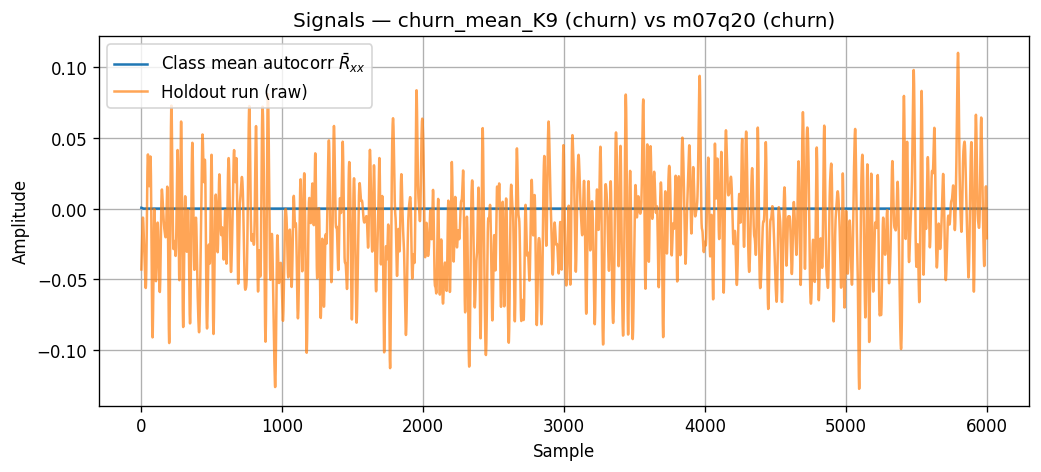 Signals — churn_mean_K9 (churn) vs m07q20 (churn)
Class mean autocorr R̄xx
Holdout run (raw)
Amplitude
0.10
0.05
0.00
−0.05
−0.10
0 1000 2000 3000 4000 5000 6000
Sample